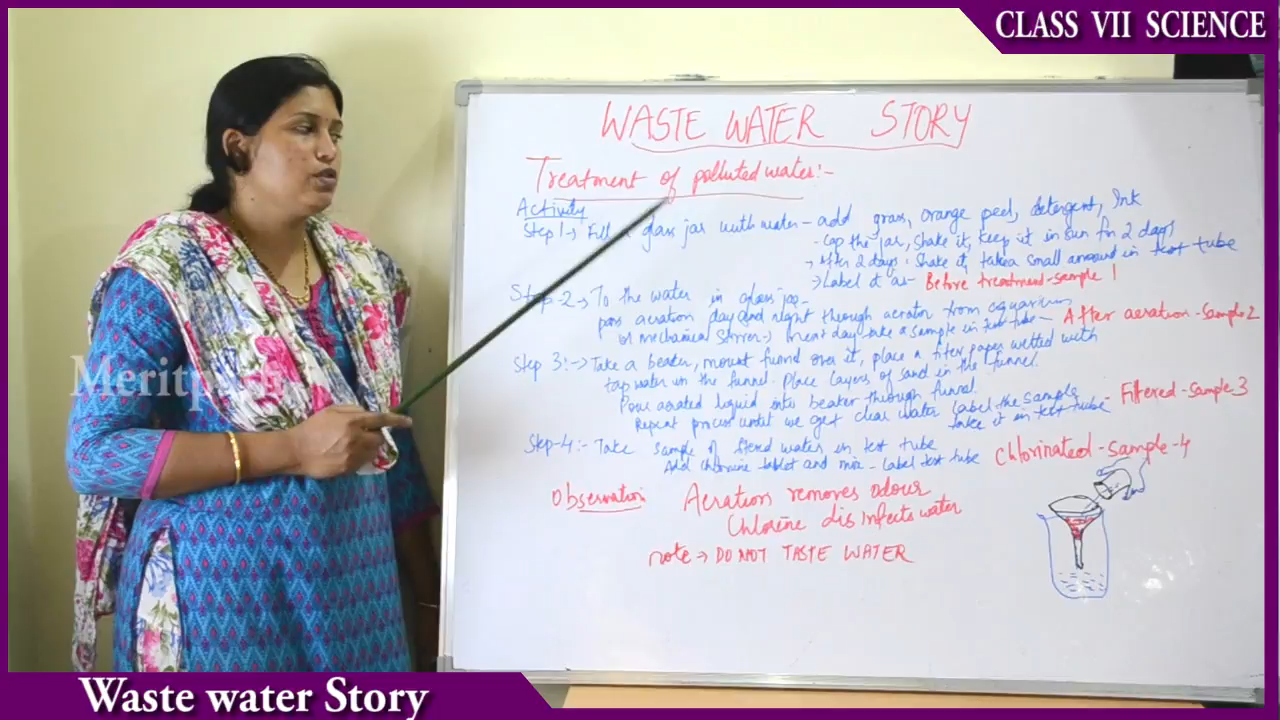 CLASS VII SCIENCE
WASTE WATER STORY
Treatment of polluted water:-
Activity
Step 1→ Fill glass jar with water - add grass, orange peel, detergent, Ink
- Cap the jar, Shake it, keep it in sun for 2 days
→ After 2 days: Shake it, take a small amount in test tube
→ Label it as - Before treatment - sample 1
Step-2→ To the water in glass jar -
pass aeration day and night through aerator from aquarium
or mechanical stirrer → take a sample in test tube - After aeration - Sample 2
Step 3:→ Take a beaker, mount funnel over it, place a filter paper wetted with
tap water in the funnel. Place layers of sand in the funnel.
Pour aerated liquid into beaker through funnel.
Repeat process until we get clear water Label the sample
take it in test tube - Filtered - sample 3
Step-4:- Take sample of water in test tube
Add chlorine tablet and mix - Label test tube Chlorinated - sample - 4
Observation Aeration removes odour
Chlorine disinfects water
note → DO NOT TASTE WATER
Waste water Story